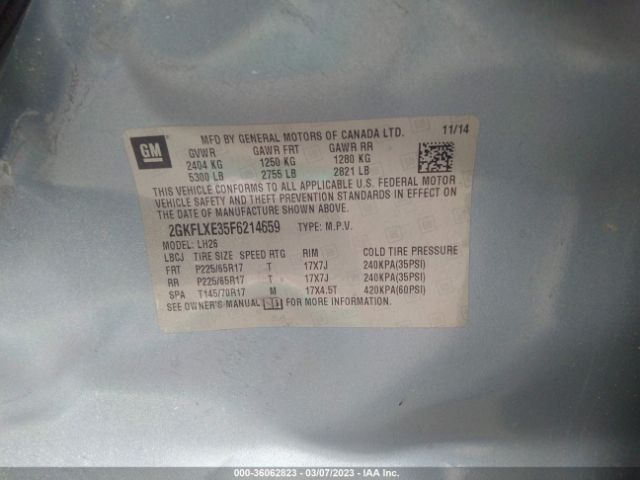 GM
MFD BY GENERAL MOTORS OF CANADA LTD. 11/14
GVWR GAWR FRT GAWR RR
2404 KG 1250 KG 1280 KG
5300 LB 2755 LB 2821 LB
THIS VEHICLE CONFORMS TO ALL APPLICABLE U.S. FEDERAL MOTOR
VEHICLE SAFETY AND THEFT PREVENTION STANDARDS IN EFFECT ON
THE DATE OF MANUFACTURE SHOWN ABOVE.
2GKFLXE35F6214659 TYPE: M.P.V.
MODEL: LH26
LBCJ TIRE SIZE SPEED RTG RIM COLD TIRE PRESSURE
FRT P225/65R17 T 17X7J 240KPA(35PSI)
RR P225/65R17 T 17X7J 240KPA(35PSI)
SPA T145/70R17 M 17X4.5T 420KPA(60PSI)
SEE OWNER'S MANUAL FOR MORE INFORMATION.
000-36062823 - 03/07/2023 - IAA Inc.